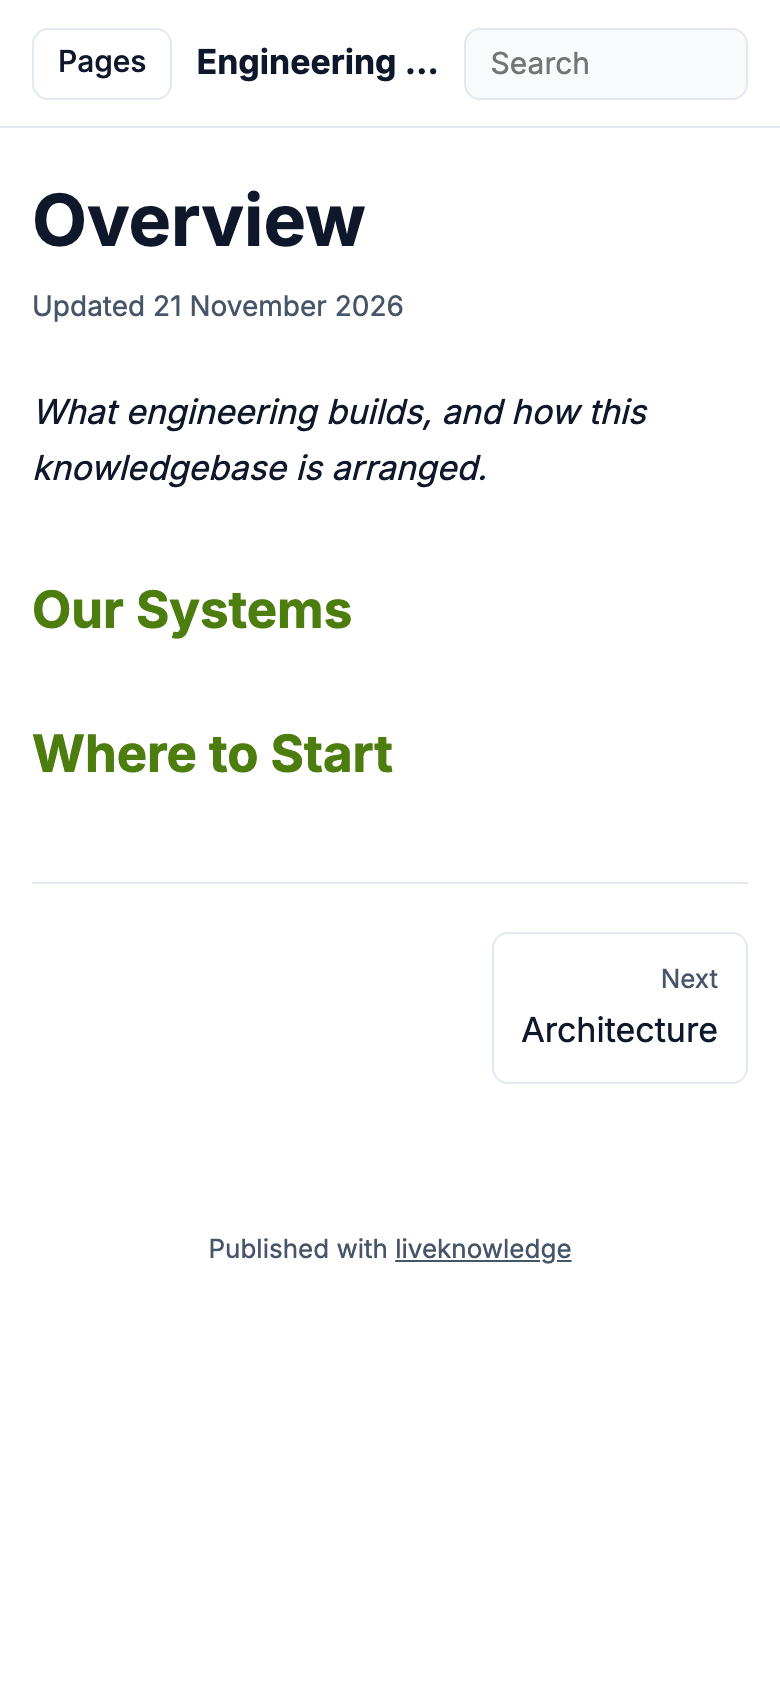 Pages
Engineering ...
Search
Overview
Updated 21 November 2026
What engineering builds, and how this
knowledgebase is arranged.
Our Systems
Where to Start
Next
Architecture
Published with liveknowledge